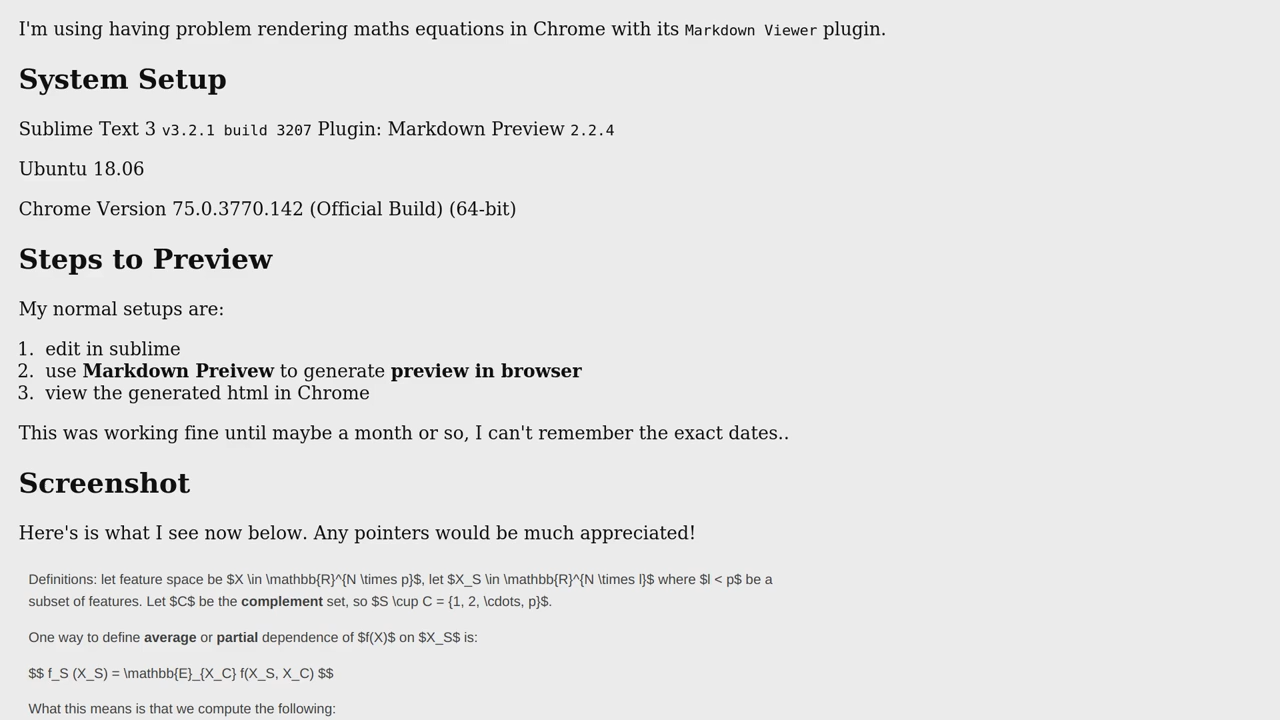 I'm using having problem rendering maths equations in Chrome with its Markdown Viewer plugin.
System Setup
Sublime Text 3 v3.2.1 build 3207 Plugin: Markdown Preview 2.2.4
Ubuntu 18.06
Chrome Version 75.0.3770.142 (Official Build) (64-bit)
Steps to Preview
My normal setups are:
1. edit in sublime
2. use Markdown Preivew to generate preview in browser
3. view the generated html in Chrome
This was working fine until maybe a month or so, I can't remember the exact dates..
Screenshot
Here's is what I see now below. Any pointers would be much appreciated!
Definitions: let feature space be $X \in \mathbb{R}^{N \times p}$, let $X_S \in \mathbb{R}^{N \times l}$ where $l < p$ be a
subset of features. Let $C$ be the complement set, so $S \cup C = {1, 2, \cdots, p}$.
One way to define average or partial dependence of $f(X)$ on $X_S$ is:
$$ f_S (X_S) = \mathbb{E}_{X_C} f(X_S, X_C) $$
What this means is that we compute the following: